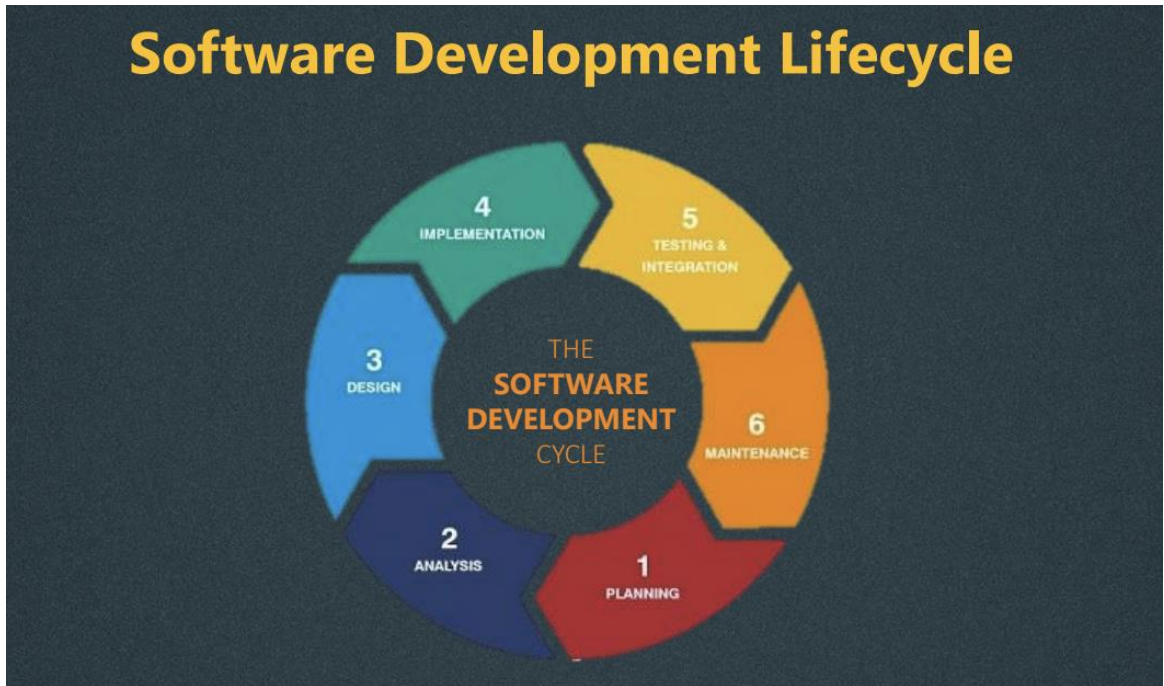 Software Development Lifecycle
4
IMPLEMENTATION
5
TESTING &
INTEGRATION
3
DESIGN
THE
SOFTWARE
DEVELOPMENT
CYCLE
6
MAINTENANCE
2
ANALYSIS
1
PLANNING